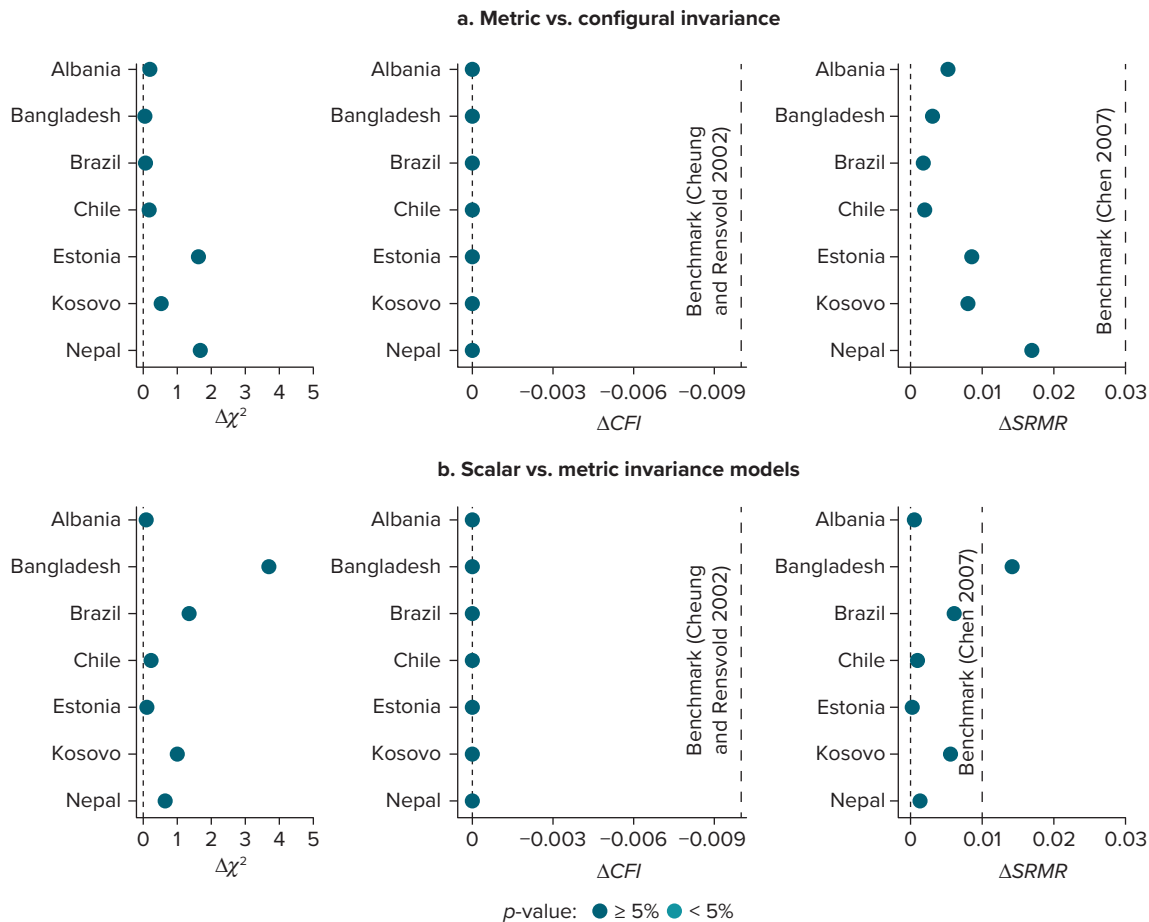 a. Metric vs. configural invariance
Albania
Bangladesh
Brazil
Chile
Estonia
Kosovo
Nepal
0 1 2 3 4 5
Δχ²
Albania
Bangladesh
Brazil
Chile
Estonia
Kosovo
Nepal
Benchmark (Cheung
and Rensvold 2002)
0 −0.003 −0.006 −0.009
ΔCFI
Albania
Bangladesh
Brazil
Chile
Estonia
Kosovo
Nepal
Benchmark (Chen 2007)
0 0.01 0.02 0.03
ΔSRMR
b. Scalar vs. metric invariance models
Albania
Bangladesh
Brazil
Chile
Estonia
Kosovo
Nepal
0 1 2 3 4 5
Δχ²
Albania
Bangladesh
Brazil
Chile
Estonia
Kosovo
Nepal
Benchmark (Cheung
and Rensvold 2002)
0 −0.003 −0.006 −0.009
ΔCFI
Albania
Bangladesh
Brazil
Chile
Estonia
Kosovo
Nepal
Benchmark (Chen 2007)
0 0.01 0.02 0.03
ΔSRMR
p-value: ≥ 5% < 5%